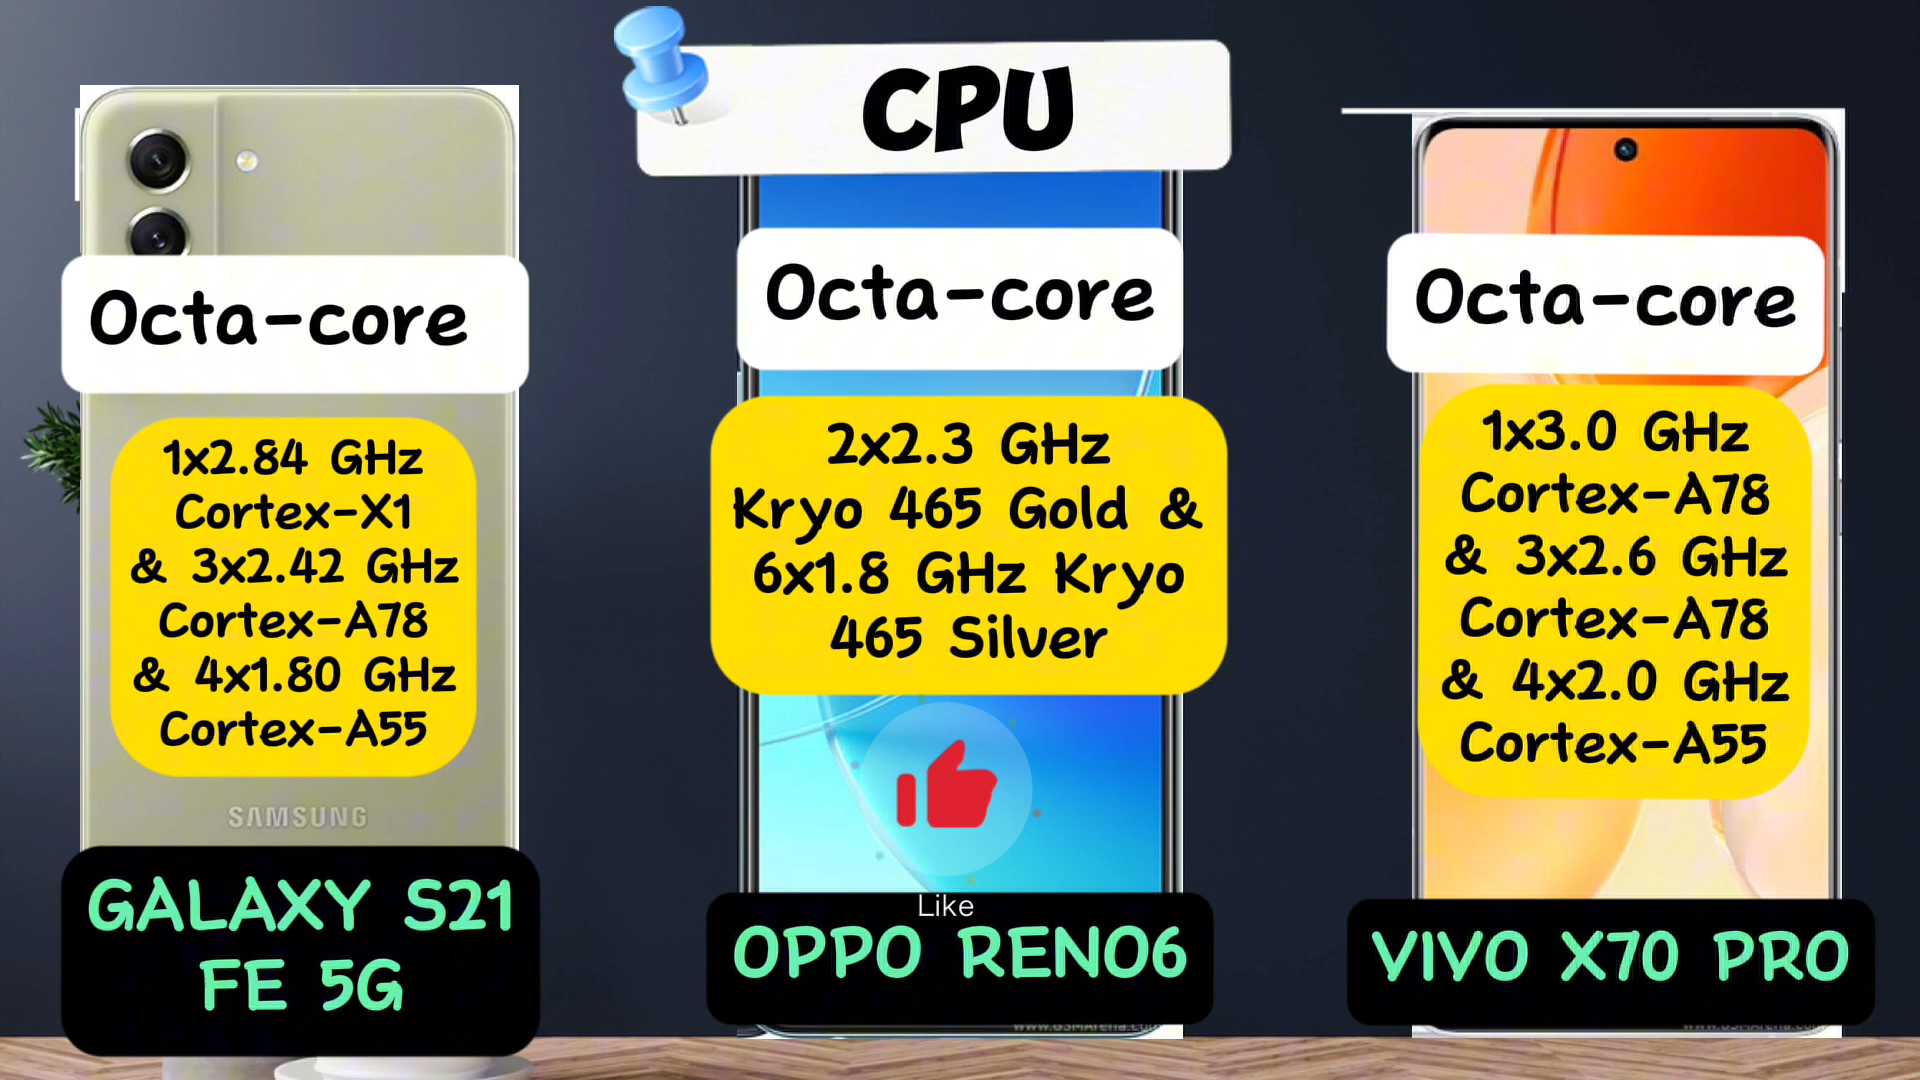 CPU
Octa-core
1x2.84 GHz
Cortex-X1
& 3x2.42 GHz
Cortex-A78
& 4x1.80 GHz
Cortex-A55
SAMSUNG
GALAXY S21
FE 5G
Octa-core
2x2.3 GHz
Kryo 465 Gold &
6x1.8 GHz Kryo
465 Silver
Like
OPPO RENO6
Octa-core
1x3.0 GHz
Cortex-A78
& 3x2.6 GHz
Cortex-A78
& 4x2.0 GHz
Cortex-A55
VIVO X70 PRO